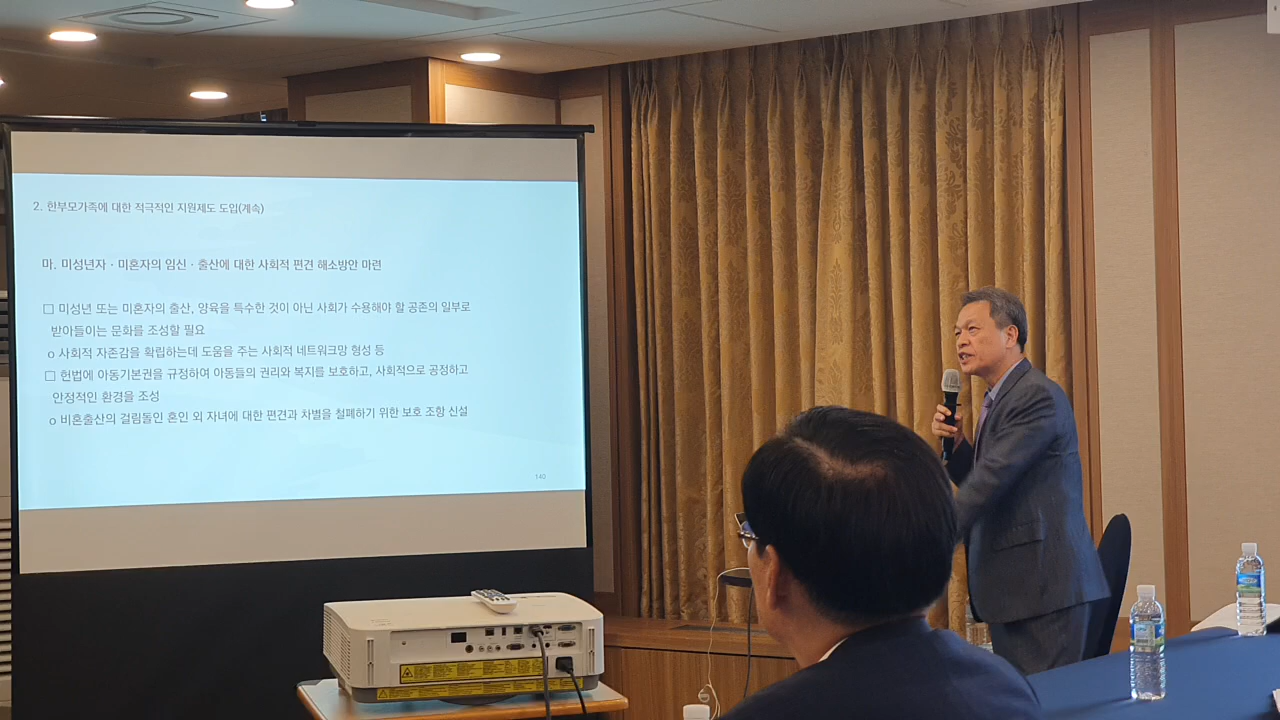 2. 한부모가족에 대한 적극적인 지원제도 도입(계속)
마. 미성년자 · 미혼자의 임신 · 출산에 대한 사회적 편견 해소방안 마련
□ 미성년 또는 미혼자의 출산, 양육을 특수한 것이 아닌 사회가 수용해야 할 공존의 일부로
받아들이는 문화를 조성할 필요
o 사회적 자존감을 확립하는데 도움을 주는 사회적 네트워크망 형성 등
□ 헌법에 아동기본권을 규정하여 아동들의 권리와 복지를 보호하고, 사회적으로 공정하고
안정적인 환경을 조성
o 비혼출산의 걸림돌인 혼인 외 자녀에 대한 편견과 차별을 철폐하기 위한 보호 조항 신설
140